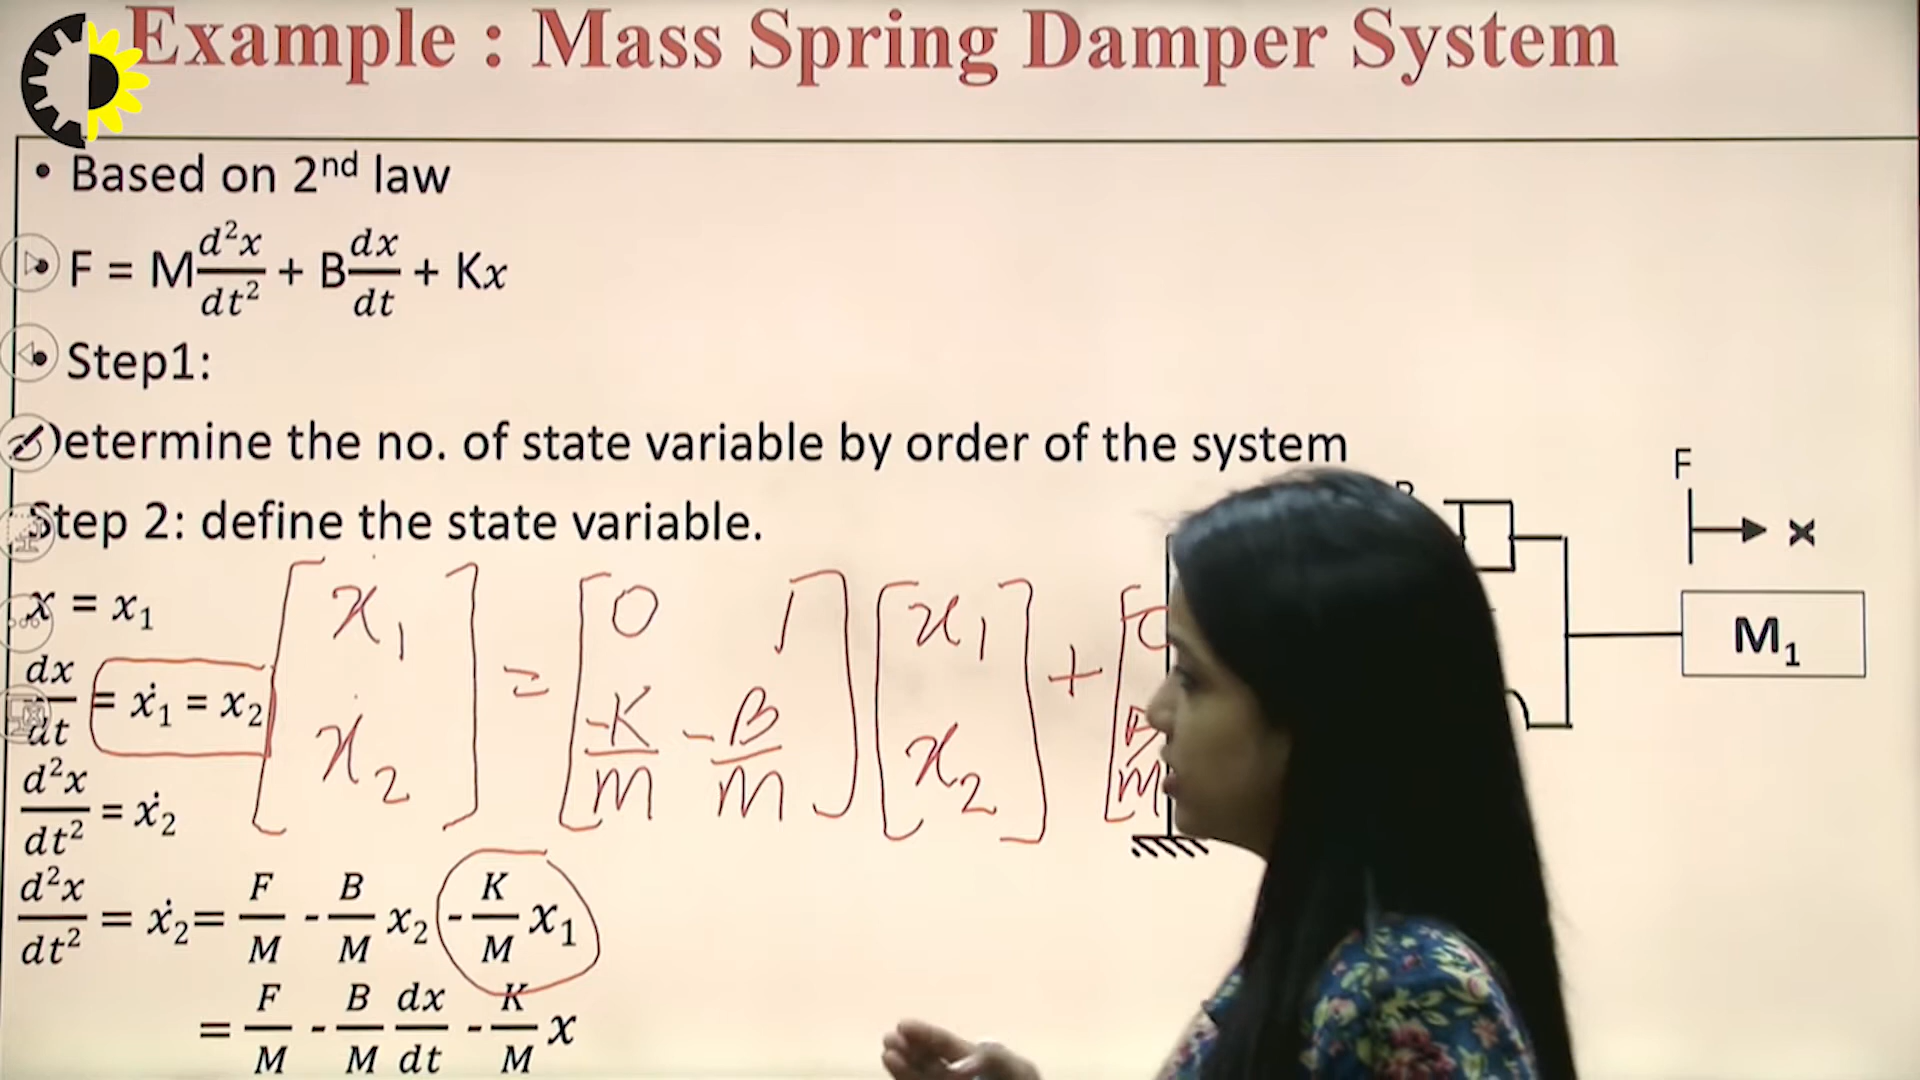 Example : Mass Spring Damper System
• Based on 2nd law
• F = M d²x/dt² + B dx/dt + Kx
• Step1:
Determine the no. of state variable by order of the system
Step 2: define the state variable.
x = x₁
dx/dt = ẋ₁ = x₂
d²x/dt² = ẋ₂
d²x/dt² = ẋ₂= F/M - B/M x₂ - K/M x₁
= F/M - B/M dx/dt - K/M x
[ẋ₁ ẋ₂] = [0 1 -K/M -B/M] [x₁ x₂] +
F
x
M₁